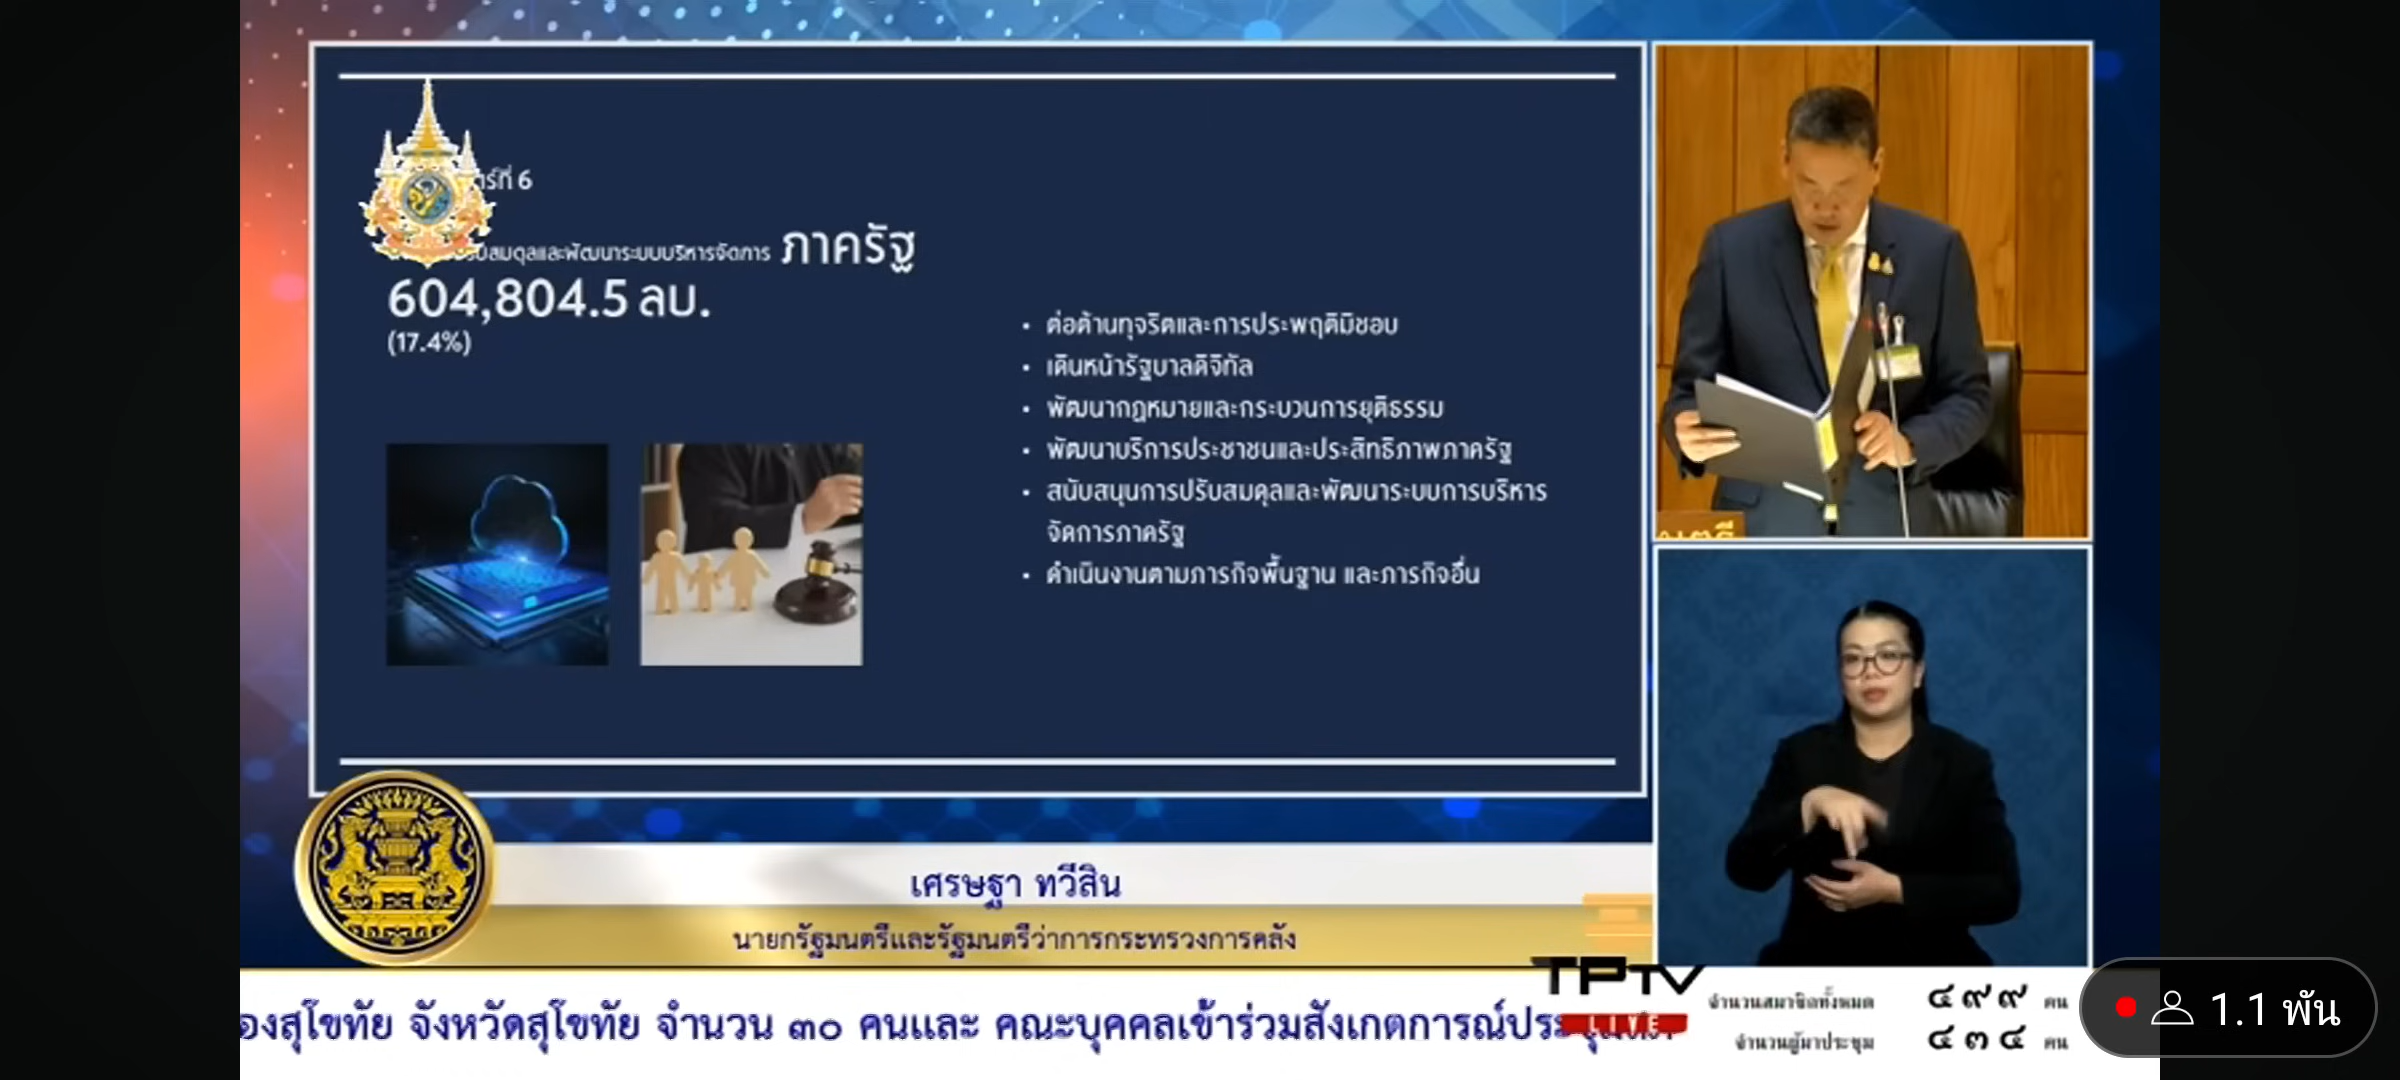 ร์ที่ 6
ปรับสมดุลและพัฒนาระบบบริหารจัดการ ภาครัฐ
604,804.5 ลบ.
(17.4%)
• ต่อต้านทุจริตและการประพฤติมิชอบ
• เดินหน้ารัฐบาลดิจิทัล
• พัฒนากฎหมายและกระบวนการยุติธรรม
• พัฒนาบริการประชาชนและประสิทธิภาพภาครัฐ
• สนับสนุนการปรับสมดุลและพัฒนาระบบการบริหาร
จัดการภาครัฐ
• ดำเนินงานตามภารกิจพื้นฐาน และภารกิจอื่น
เศรษฐา ทวีสิน
นายกรัฐมนตรีและรัฐมนตรีว่าการกระทรวงการคลัง
องสุโขทัย จังหวัดสุโขทัย จำนวน ๓๐ คนและ คณะบุคคลเข้าร่วมสังเกตการณ์
TPTV
LIVE
จำนวนสมาชิกทั้งหมด ๔๙๙ คน
จำนวนผู้มาประชุม ๔๓๔ คน
1.1 พัน